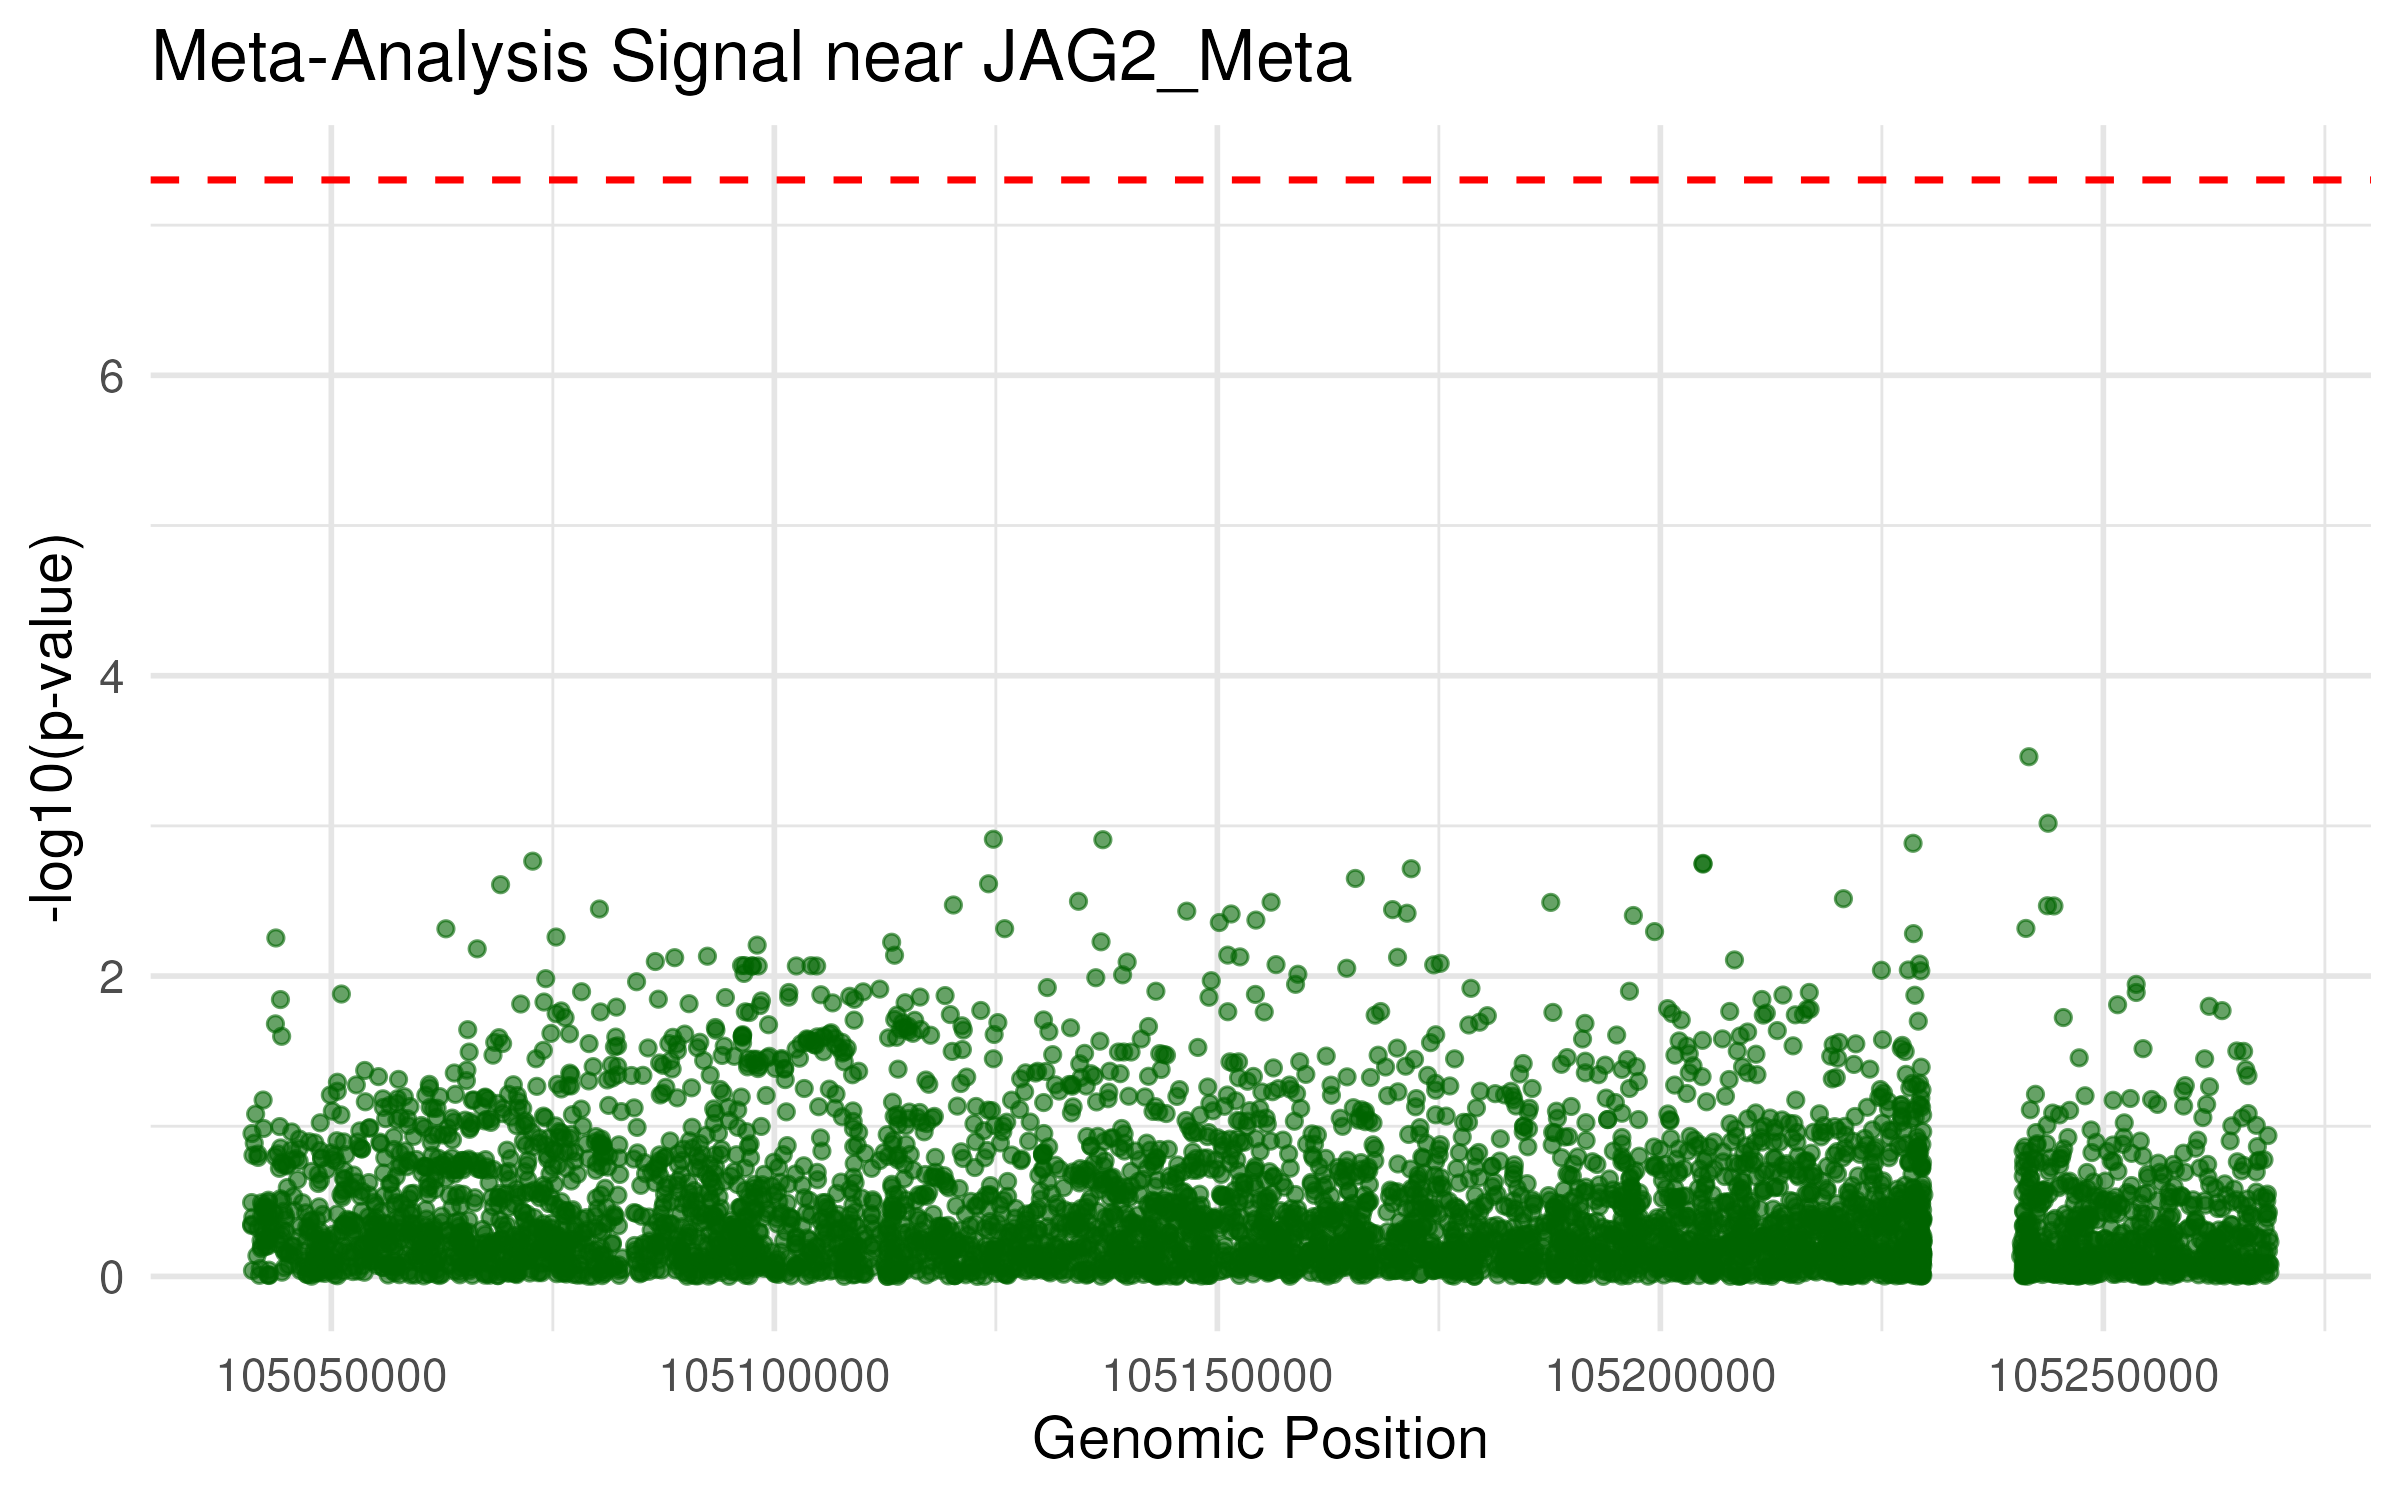 Meta-Analysis Signal near JAG2_Meta
-log10(p-value)
6
4
2
0
105050000 105100000 105150000 105200000 105250000
Genomic Position